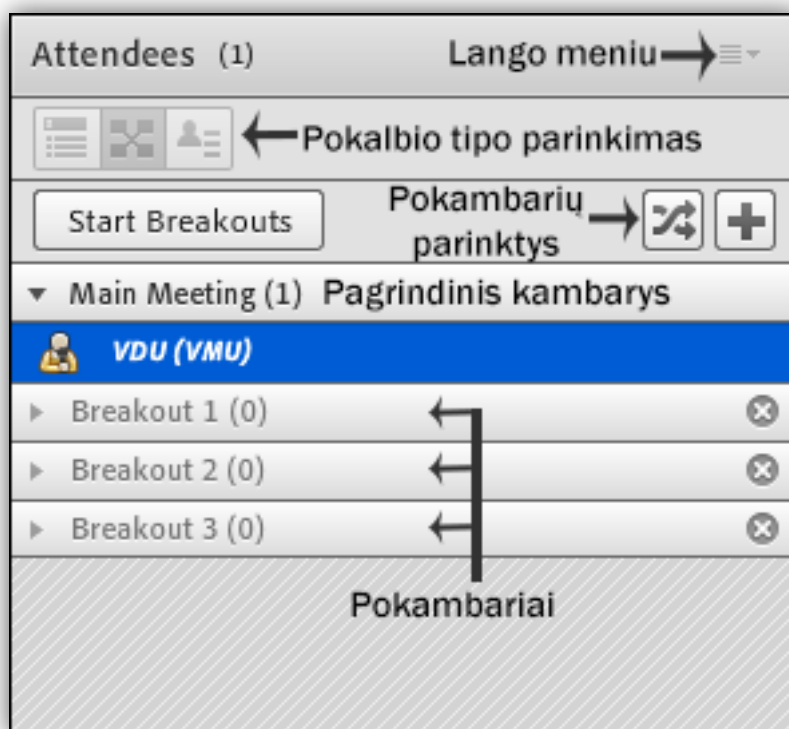 Attendees (1) Lango meniu
Pokalbio tipo parinkimas
Start Breakouts
Pokambarių
parinktys
Main Meeting (1) Pagrindinis kambarys
VDU (VMU)
Breakout 1 (0)
Breakout 2 (0)
Breakout 3 (0)
Pokambariai